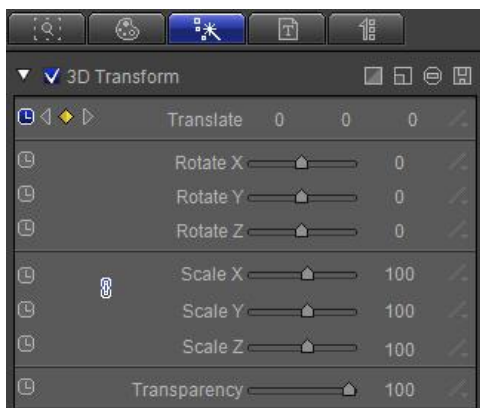 3D Transform
Translate 0 0 0
Rotate X 0
Rotate Y 0
Rotate Z 0
Scale X 100
Scale Y 100
Scale Z 100
Transparency 100